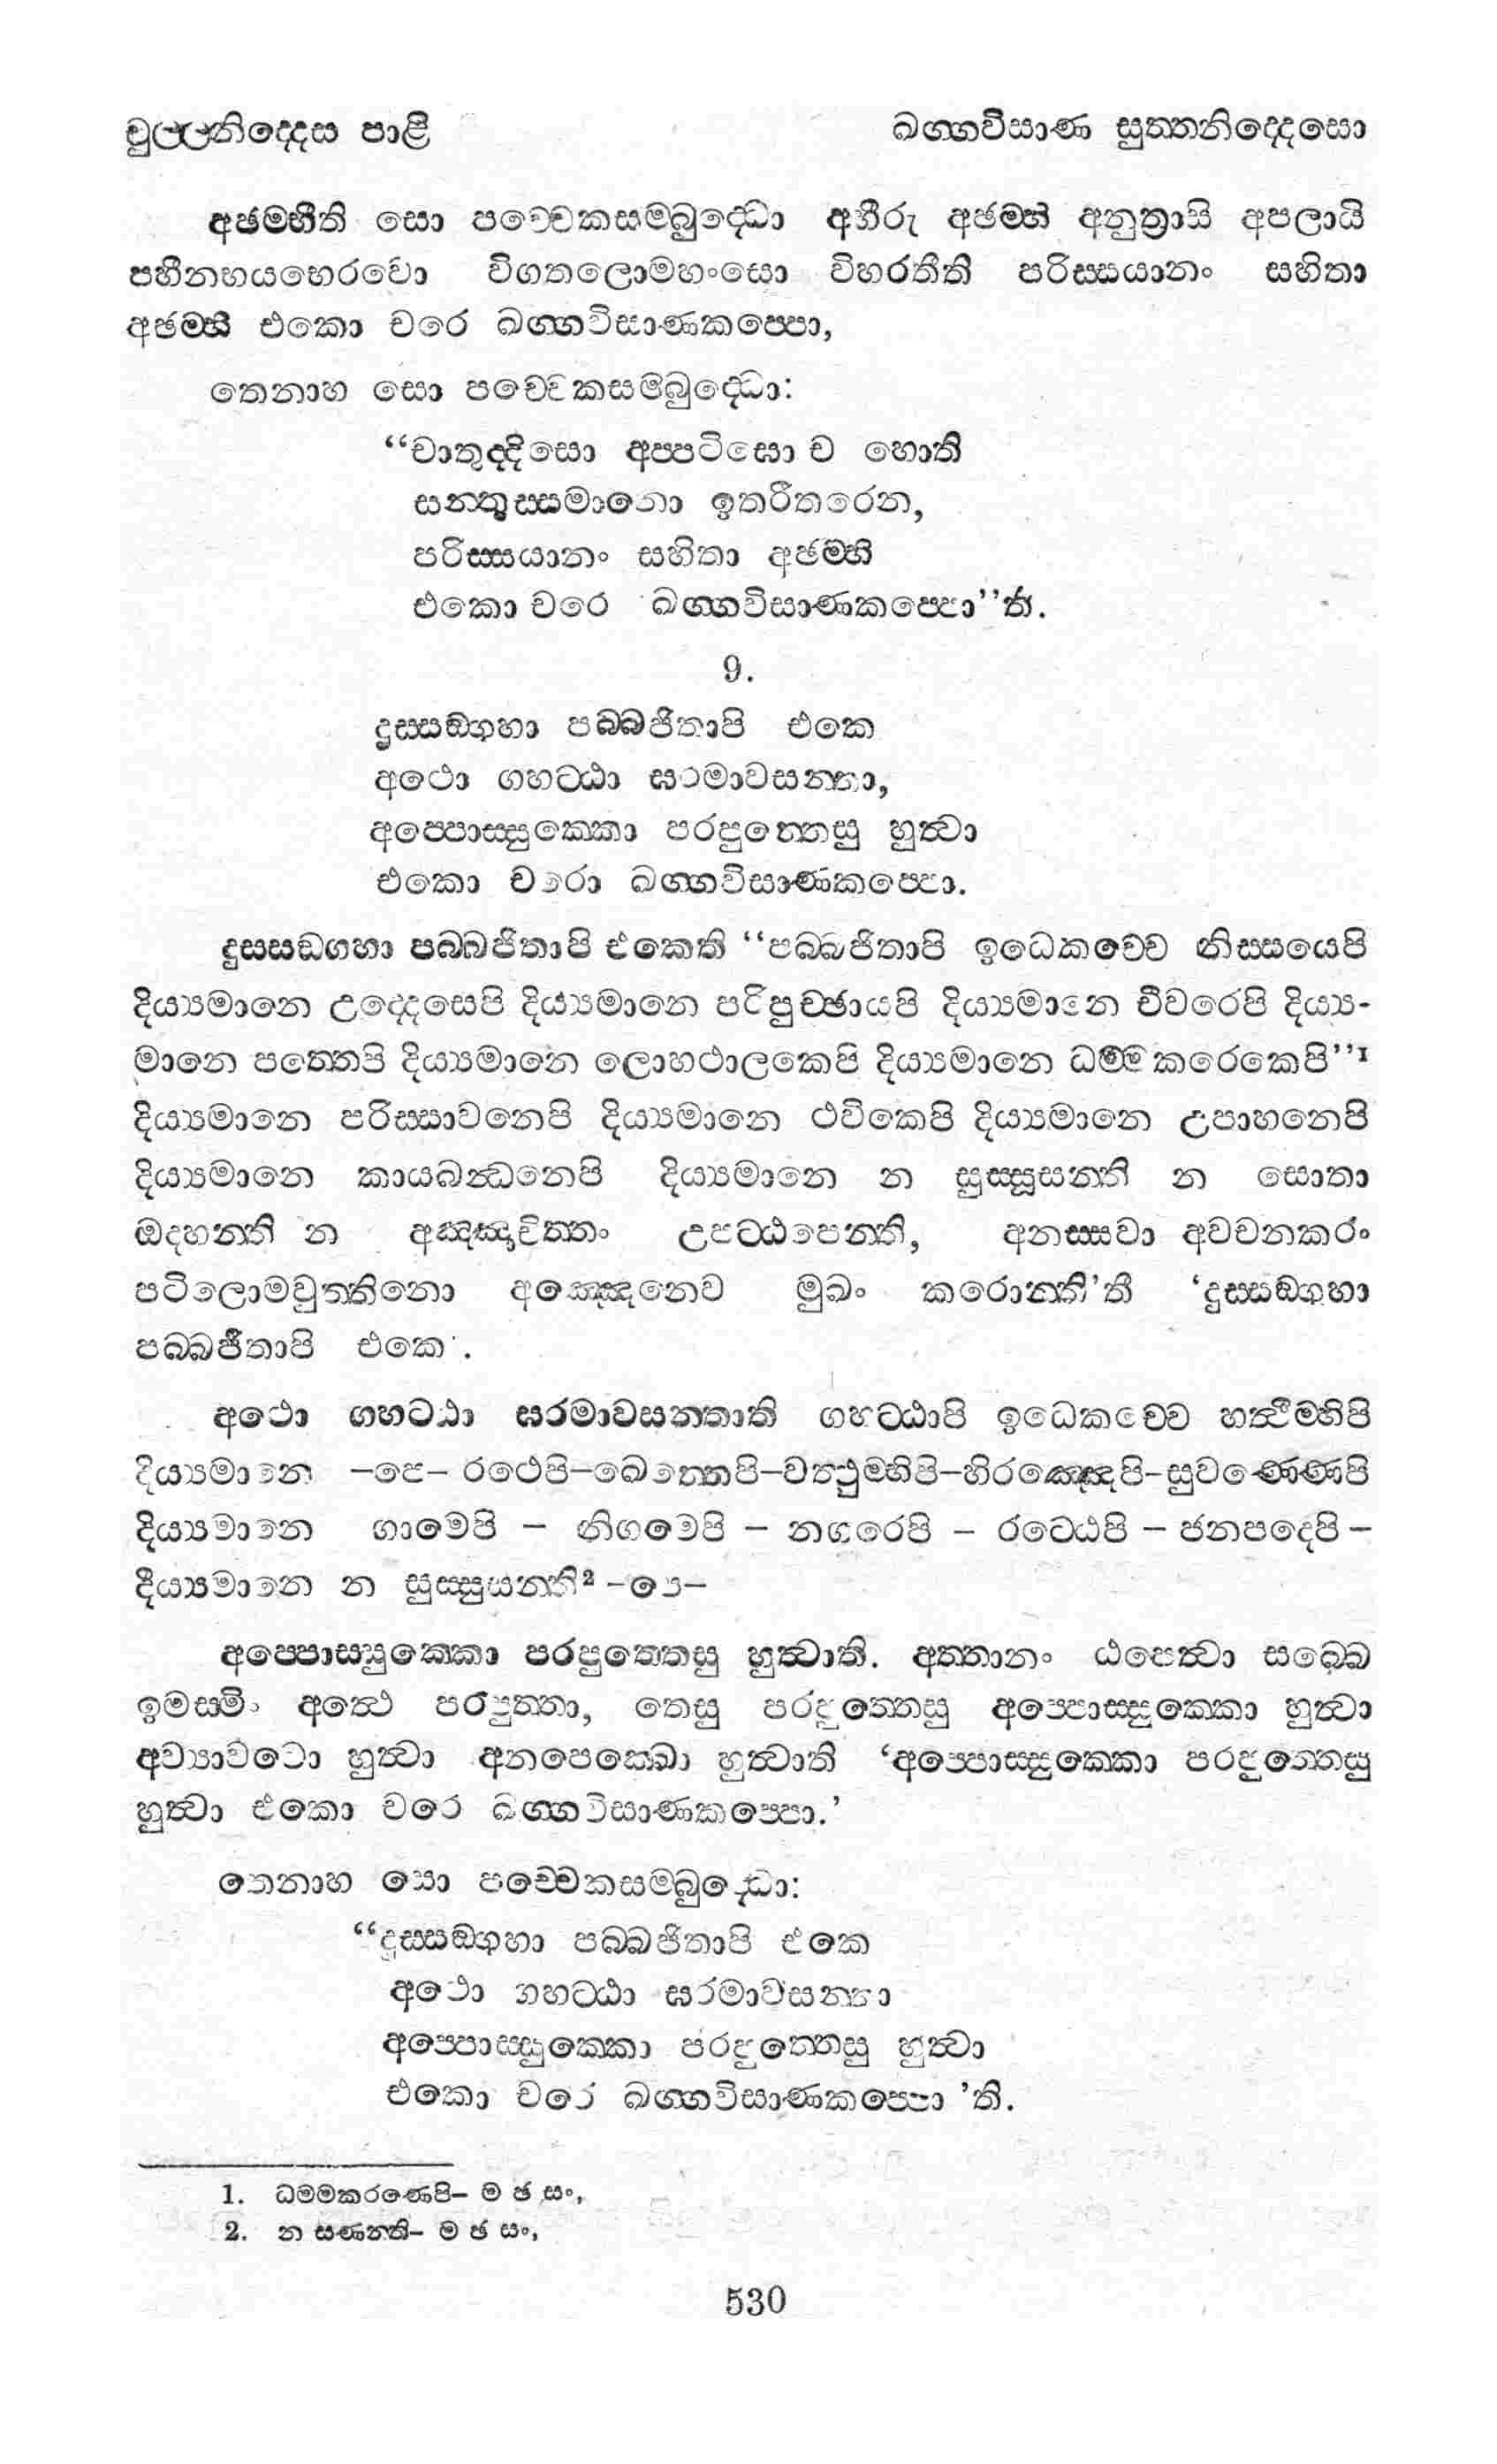 චුල්ලනිද්දෙස පාළි
ඛග්ගවිසාණ සුත්තනිද්දෙසො
අඡම්භීති සො පච්චෙකසම්බුද්ධො අභීරු අඡම්භී අනුත්‍රාසි අපලායි
පහීනභයභෙරවො විගතලොමහංසො විහරතීති පරිස්සයානං සහිතා
අඡම්භී එකො චරෙ ඛග්ගවිසාණකප්පො,
තෙනාහ සො පච්චෙකසම්බුද්ධො:
“චාතුද්දිසො අප්පටිඝො ච හොති
සන්තුස්සමානො ඉතරීතරෙන,
පරිස්සයානං සහිතා අඡම්භී
එකො චරෙ ඛග්ගවිසාණකප්පො”ති.
9.
දුස්සඞ්ගහා පබ්බජිතාපි එකෙ
අථො ගහට්ඨා ඝරමාවසන්තා,
අප්පොස්සුක්කො පරපුත්තෙසු හුත්වා
එකො චරො ඛග්ගවිසාණකප්පො.
දුස්සඞ්ගහා පබ්බජිතාපි එකෙති “පබ්බජිතාපි ඉධෙකච්චෙ නිස්සයෙපි
දිය්‍යමානෙ උද්දෙසෙපි දිය්‍යමානෙ පරිපුච්ඡායපි දිය්‍යමානෙ චීවරෙපි දිය්‍ය-
මානෙ පත්තෙපි දිය්‍යමානෙ ලොහථාලකෙපි දිය්‍යමානෙ ධම්මකරෙකෙපි”1
දිය්‍යමානෙ පරිස්සාවනෙපි දිය්‍යමානෙ ථවිකෙපි දිය්‍යමානෙ උපාහනෙපි
දිය්‍යමානෙ කායබන්ධනෙපි දිය්‍යමානෙ න සුස්සූසන්ති න සොතා
ඔදහන්ති න අඤ්ඤාචිත්තං උපට්ඨපෙන්ති, අනස්සවා අවචනකරං
පටිලොමවුත්තිනො අඤ්ඤෙනෙව මුඛං කරොන්ති’තී ‘දුස්සඞ්ගහා
පබ්බජිතාපි එකෙ.
අථො ගහට්ඨා ඝරමාවසන්තාති ගහට්ඨාපි ඉධෙකච්චෙ හත්ථිම්හිපි
දිය්‍යමානෙ –පෙ– රථෙපි–ඛෙත්තෙපි–වත්ථුම්හිපි–හිරඤ්ඤෙපි–සුවණ්ණෙපි
දිය්‍යමානෙ ගාමෙපි – නිගමෙපි – නගරෙපි – රට්ඨෙපි – ජනපදෙපි –
දීය්‍යමානෙ න සුස්සුසන්ති2 –පෙ–
අප්පොස්සුක්කො පරපුත්තෙසු හුත්වාති. අත්තානං ඨපෙත්වා සබ්බෙ
ඉමස්මිං අත්ථෙ පරපුත්තා, තෙසු පරපුත්තෙසු අප්පොස්සුක්කො හුත්වා
අව්‍යාවටො හුත්වා අනපෙක්ඛො හුත්වාති ‘අප්පොස්සුක්කො පරපුත්තෙසු
හුත්වා එකො චරෙ ඛග්ගවිසාණකප්පො.’
තෙනාහ සො පච්චෙකසම්බුද්ධො:
“දුස්සඞ්ගහා පබ්බජිතාපි එකෙ
අථො ගහට්ඨා ඝරමාවසන්තා
අප්පොස්සුක්කො පරපුත්තෙසු හුත්වා
එකො චරෙ ඛග්ගවිසාණකප්පො ’ති.
1. ධම්මකරණෙපි– ම ඡ සං,
2. න සුණන්ති– ම ඡ සං,
530